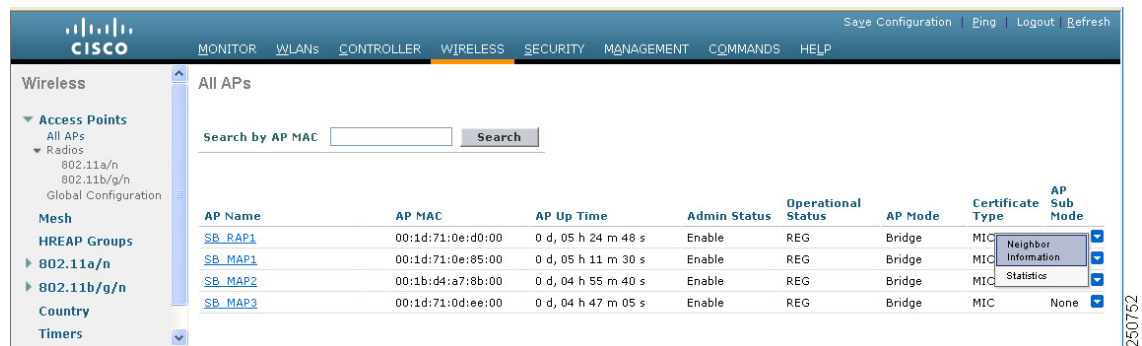 Save Configuration | Ping | Logout | Refresh
CISCO
MONITOR WLANs CONTROLLER WIRELESS SECURITY MANAGEMENT COMMANDS HELP
Wireless
Access Points
All APs
Radios
802.11a/n
802.11b/g/n
Global Configuration
Mesh
HREAP Groups
802.11a/n
802.11b/g/n
Country
Timers
All APs
Search by AP MAC Search
AP Name AP MAC AP Up Time Admin Status Operational Status AP Mode Certificate Type AP Sub Mode
SB_RAP1 00:1d:71:0e:d0:00 0 d, 05 h 24 m 48 s Enable REG Bridge MIC
SB_MAP1 00:1d:71:0e:85:00 0 d, 05 h 11 m 30 s Enable REG Bridge MIC
SB_MAP2 00:1b:d4:a7:8b:00 0 d, 04 h 55 m 40 s Enable REG Bridge MIC
SB_MAP3 00:1d:71:0d:ee:00 0 d, 04 h 47 m 05 s Enable REG Bridge MIC None
Neighbor
Information
Statistics
250752